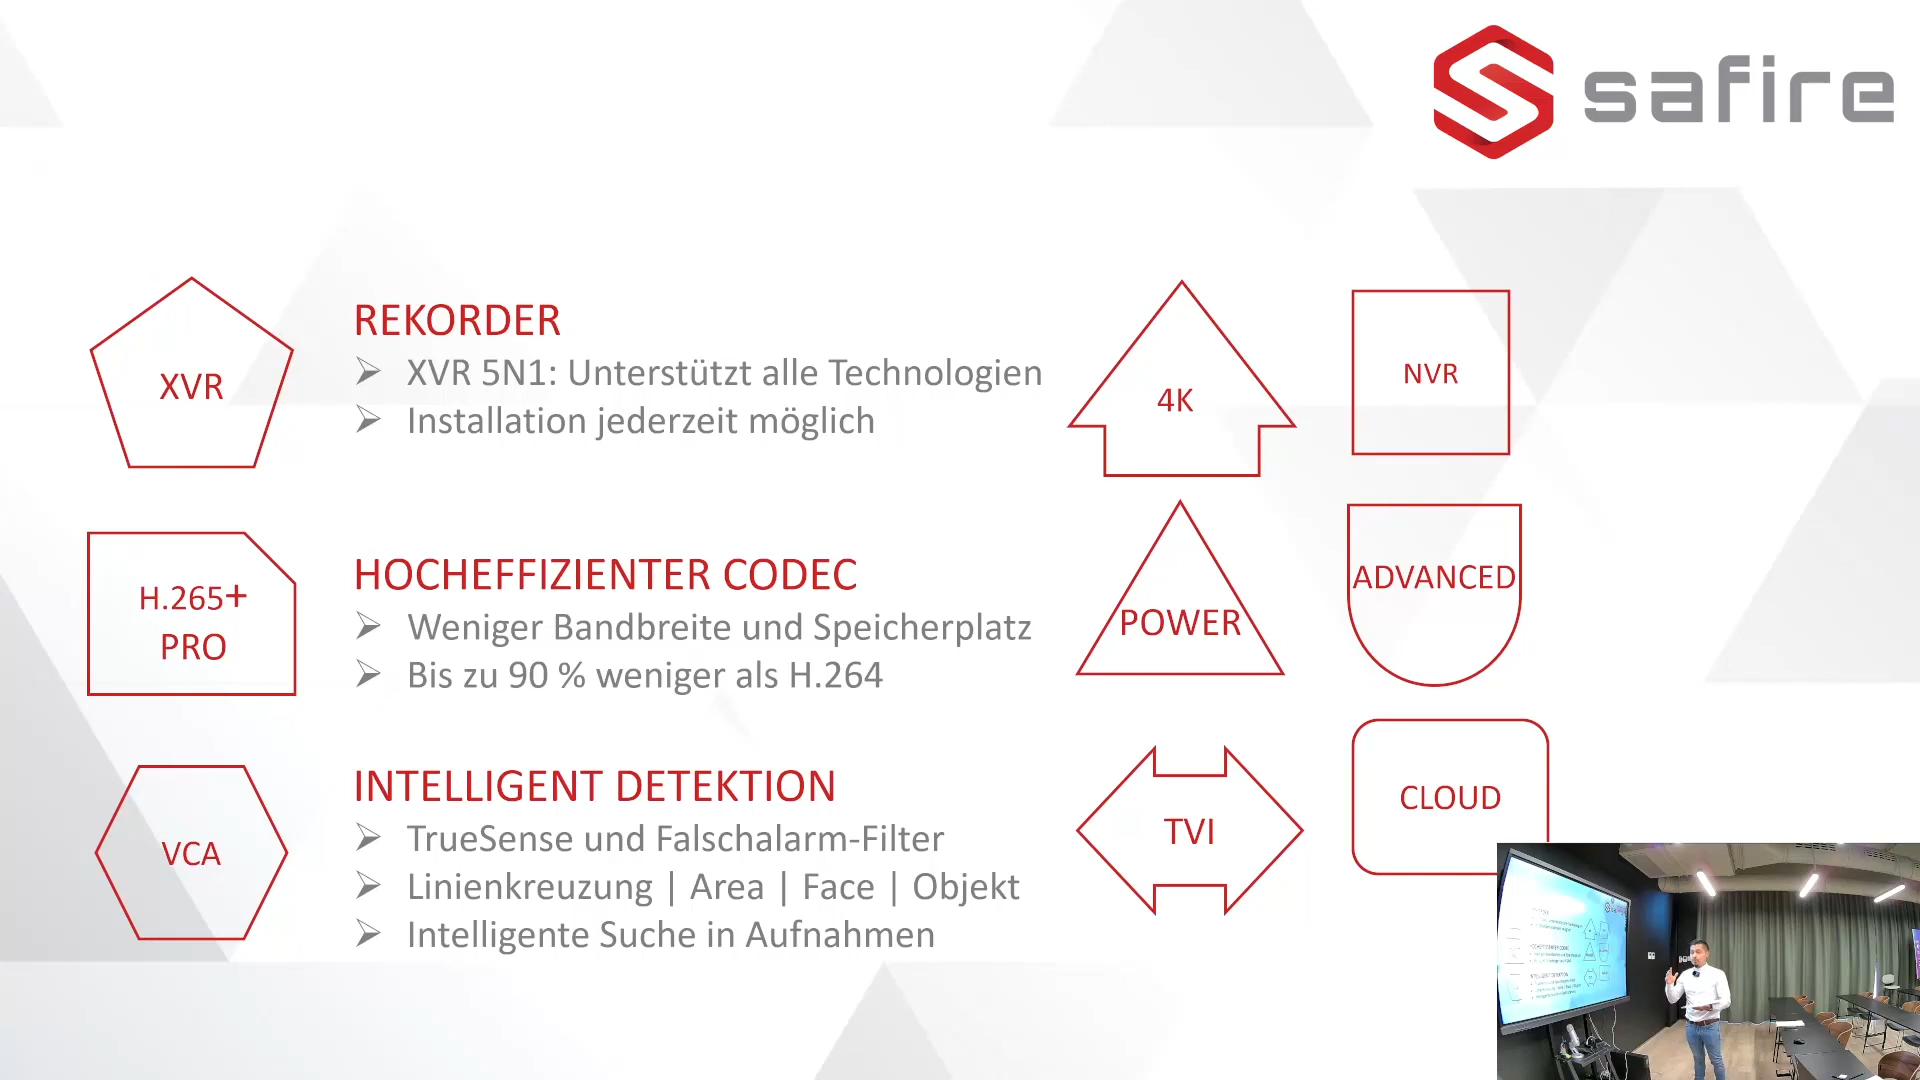 safire
XVR
REKORDER
XVR 5N1: Unterstützt alle Technologien
Installation jederzeit möglich
4K
NVR
H.265+
PRO
HOCHEFFIZIENTER CODEC
Weniger Bandbreite und Speicherplatz
Bis zu 90 % weniger als H.264
POWER
ADVANCED
VCA
INTELLIGENT DETEKTION
TrueSense und Falschalarm-Filter
Linienkreuzung | Area | Face | Objekt
Intelligente Suche in Aufnahmen
TVI
CLOUD